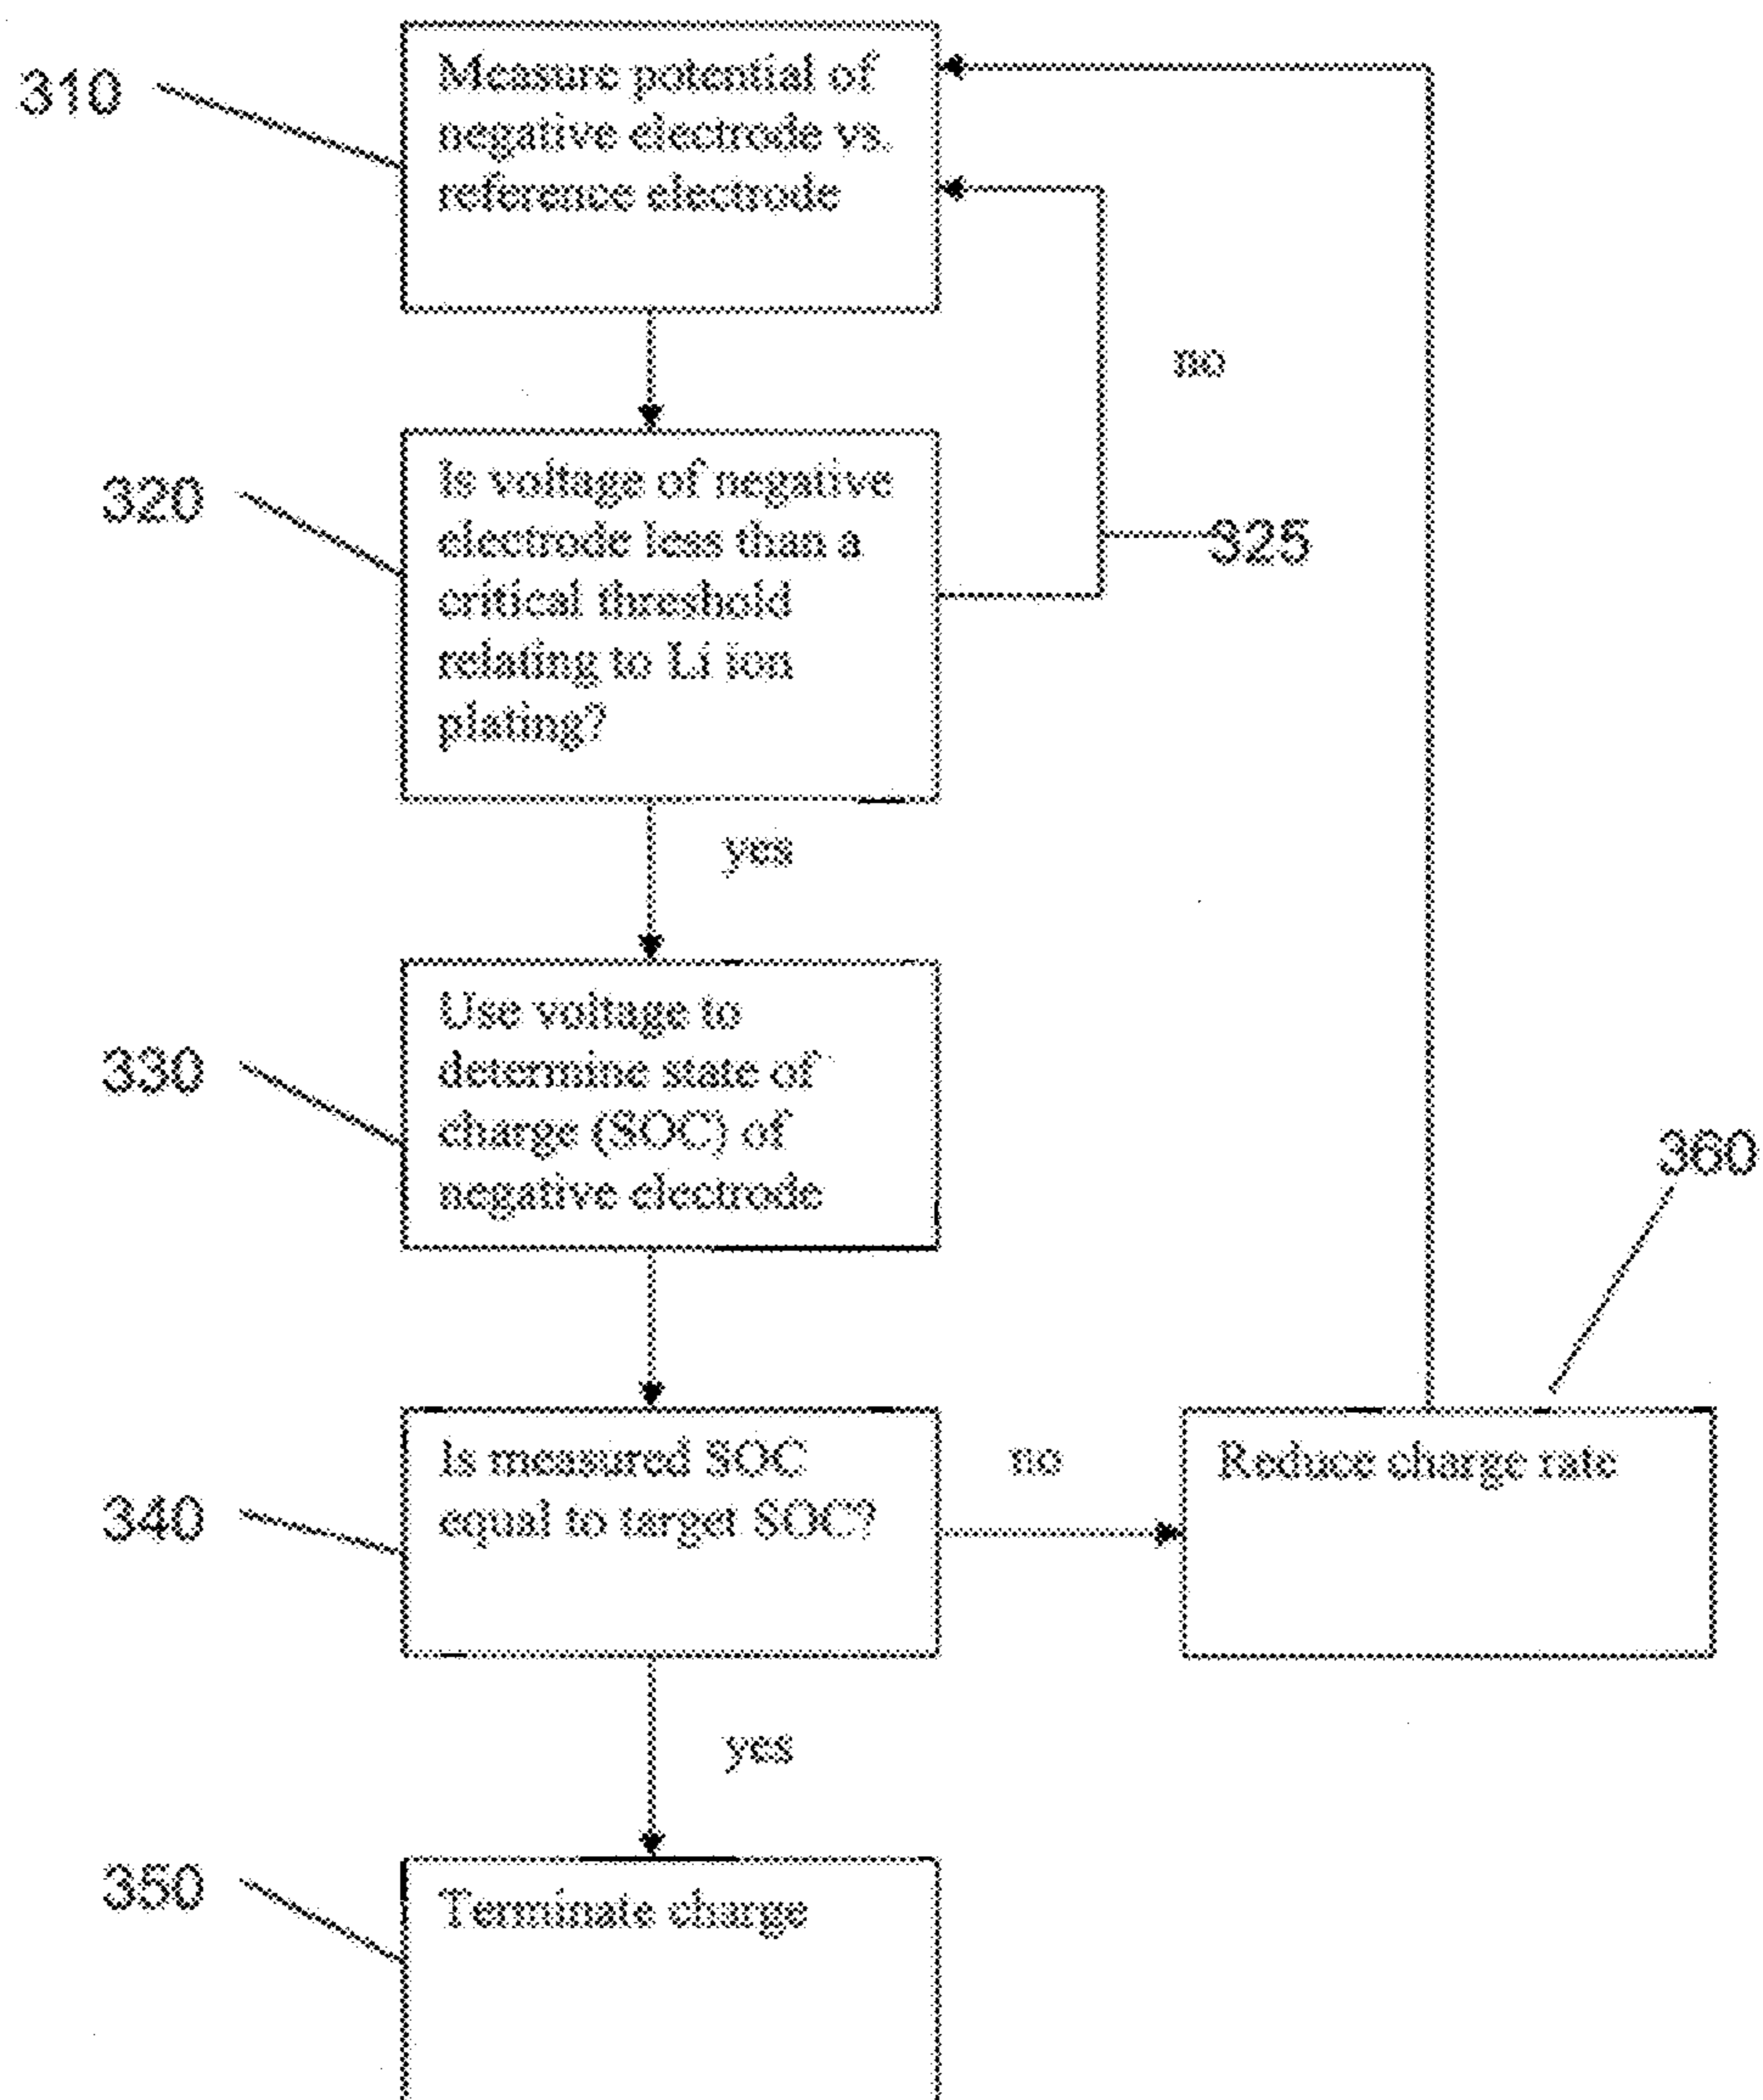 310
Measure potential of
negative electrode vs.
reference electrode
no
320
Is voltage of negative
electrode less than a
critical threshold
relating to Li ion
plating?
325
yes
330
Use voltage to
determine state of
charge (SOC) of
negative electrode
360
340
Is measured SOC
equal to target SOC?
no
Reduce charge rate
yes
350
Terminate charge